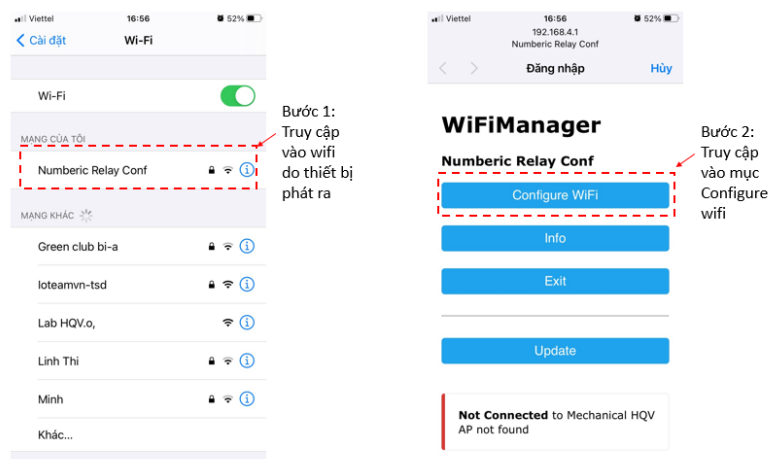 Viettel 16:56 52%
Cài đặt Wi-Fi
Wi-Fi
MẠNG CỦA TÔI
Numberic Relay Conf
MẠNG KHÁC
Green club bi-a
Ioteamvn-tsd
Lab HQV.o,
Linh Thi
Minh
Khác...
Bước 1:
Truy cập
vào wifi
do thiết bị
phát ra
Viettel 16:56 52%
192.168.4.1
Numberic Relay Conf
Đăng nhập Hủy
WiFiManager
Numberic Relay Conf
Configure WiFi
Info
Exit
Update
Not Connected to Mechanical HQV
AP not found
Bước 2:
Truy cập
vào mục
Configure
wifi